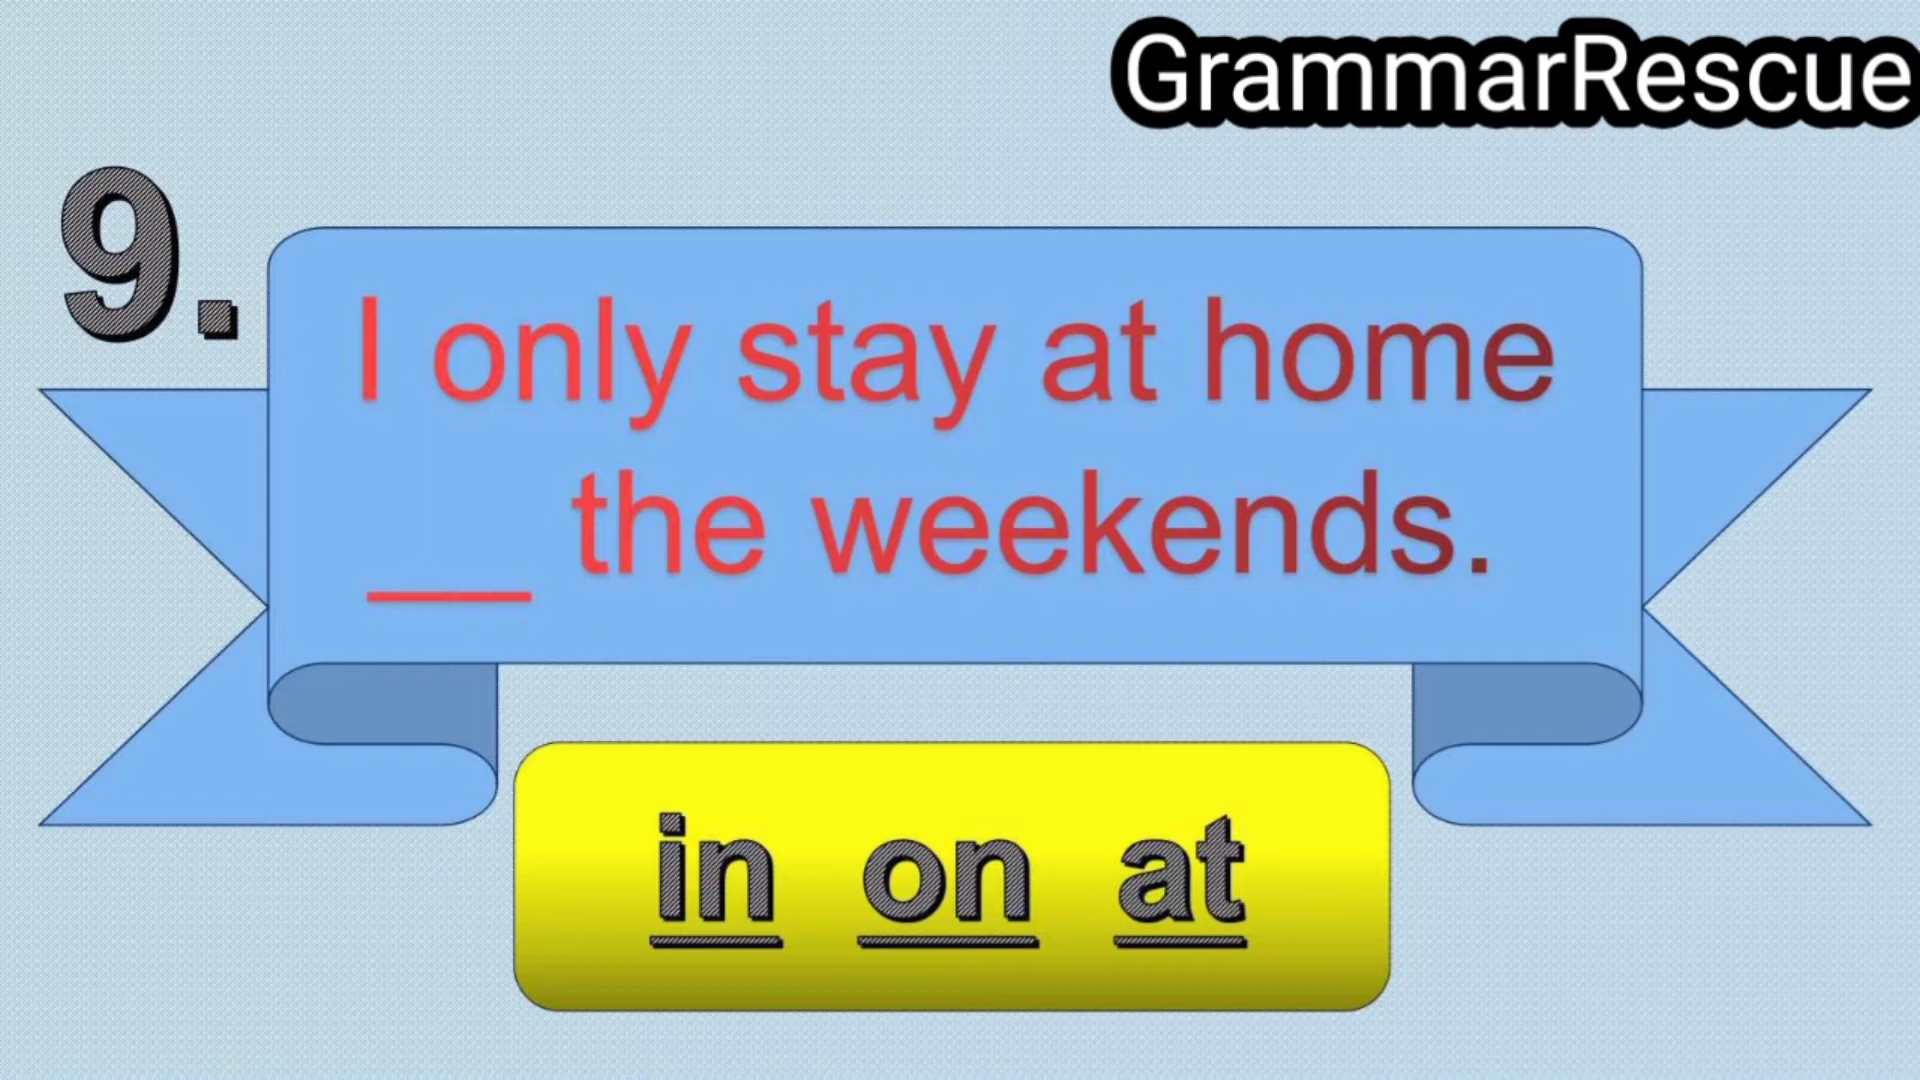 GrammarRescue
9.
I only stay at home
__ the weekends.
in on at